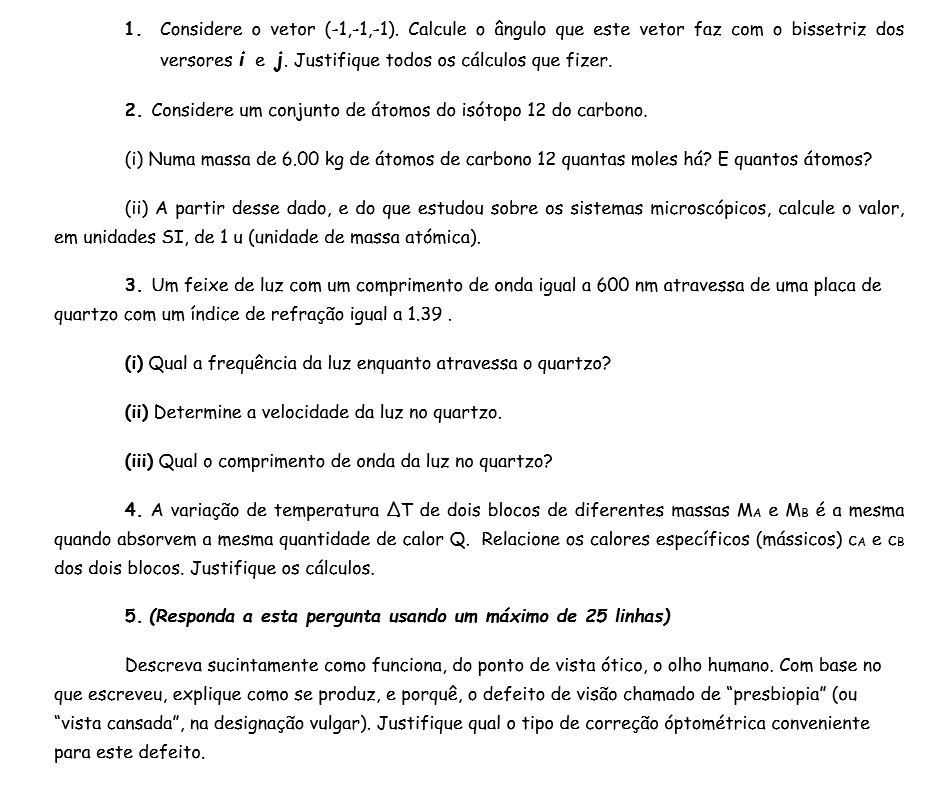 1. Considere o vetor (-1,-1,-1). Calcule o ângulo que este vetor faz com o bissetriz dos
versores i e j. Justifique todos os cálculos que fizer.
2. Considere um conjunto de átomos do isótopo 12 do carbono.
(i) Numa massa de 6.00 kg de átomos de carbono 12 quantas moles há? E quantos átomos?
(ii) A partir desse dado, e do que estudou sobre os sistemas microscópicos, calcule o valor,
em unidades SI, de 1 u (unidade de massa atómica).
3. Um feixe de luz com um comprimento de onda igual a 600 nm atravessa de uma placa de
quartzo com um índice de refração igual a 1.39 .
(i) Qual a frequência da luz enquanto atravessa o quartzo?
(ii) Determine a velocidade da luz no quartzo.
(iii) Qual o comprimento de onda da luz no quartzo?
4. A variação de temperatura ΔT de dois blocos de diferentes massas MA e MB é a mesma
quando absorvem a mesma quantidade de calor Q. Relacione os calores específicos (mássicos) cA e cB
dos dois blocos. Justifique os cálculos.
5. (Responda a esta pergunta usando um máximo de 25 linhas)
Descreva sucintamente como funciona, do ponto de vista ótico, o olho humano. Com base no
que escreveu, explique como se produz, e porquê, o defeito de visão chamado de "presbiopia" (ou
"vista cansada", na designação vulgar). Justifique qual o tipo de correção óptométrica conveniente
para este defeito.